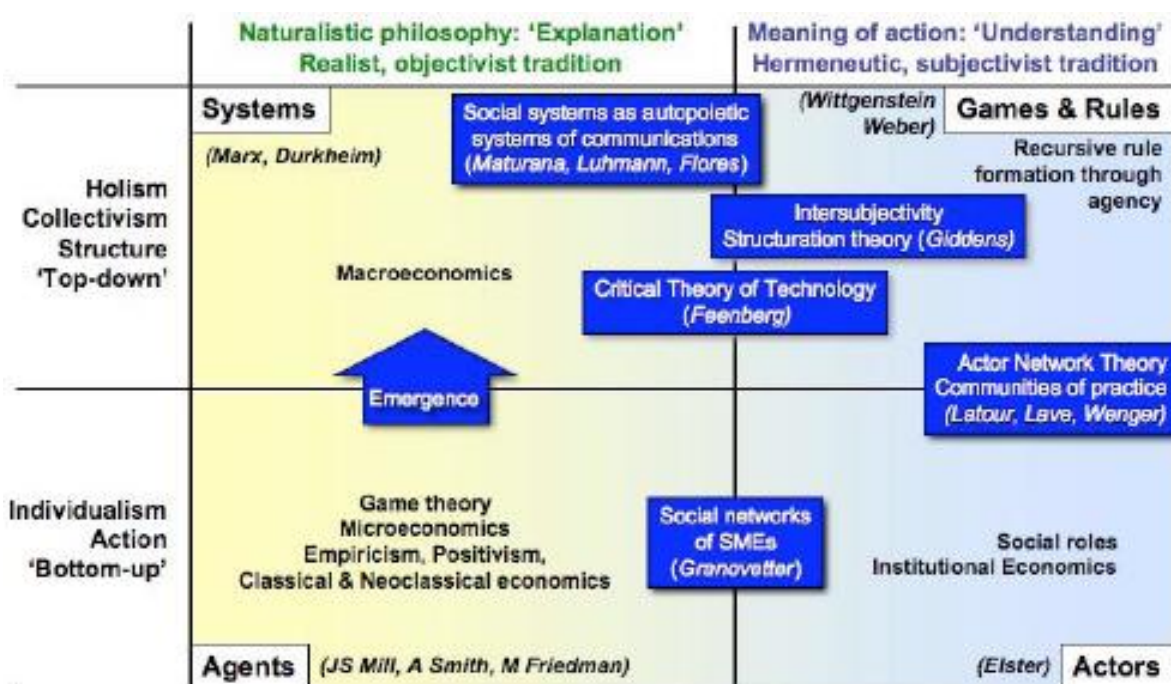 Naturalistic philosophy: 'Explanation'
Realist, objectivist tradition
Meaning of action: 'Understanding'
Hermeneutic, subjectivist tradition
Systems
(Marx, Durkheim)
Social systems as autopoietic
systems of communications
(Maturana, Luhmann, Flores)
(Wittgenstein
Weber)
Games & Rules
Recursive rule
formation through
agency
Holism
Collectivism
Structure
'Top-down'
Intersubjectivity
Structuration theory (Giddens)
Macroeconomics
Critical Theory of Technology
(Feenberg)
Emergence
Actor Network Theory
Communities of practice
(Latour, Lave, Wenger)
Individualism
Action
'Bottom-up'
Game theory
Microeconomics
Empiricism, Positivism,
Classical & Neoclassical economics
Social networks
of SMEs
(Granovetter)
Social roles
Institutional Economics
Agents
(JS Mill, A Smith, M Friedman)
(Elster)
Actors